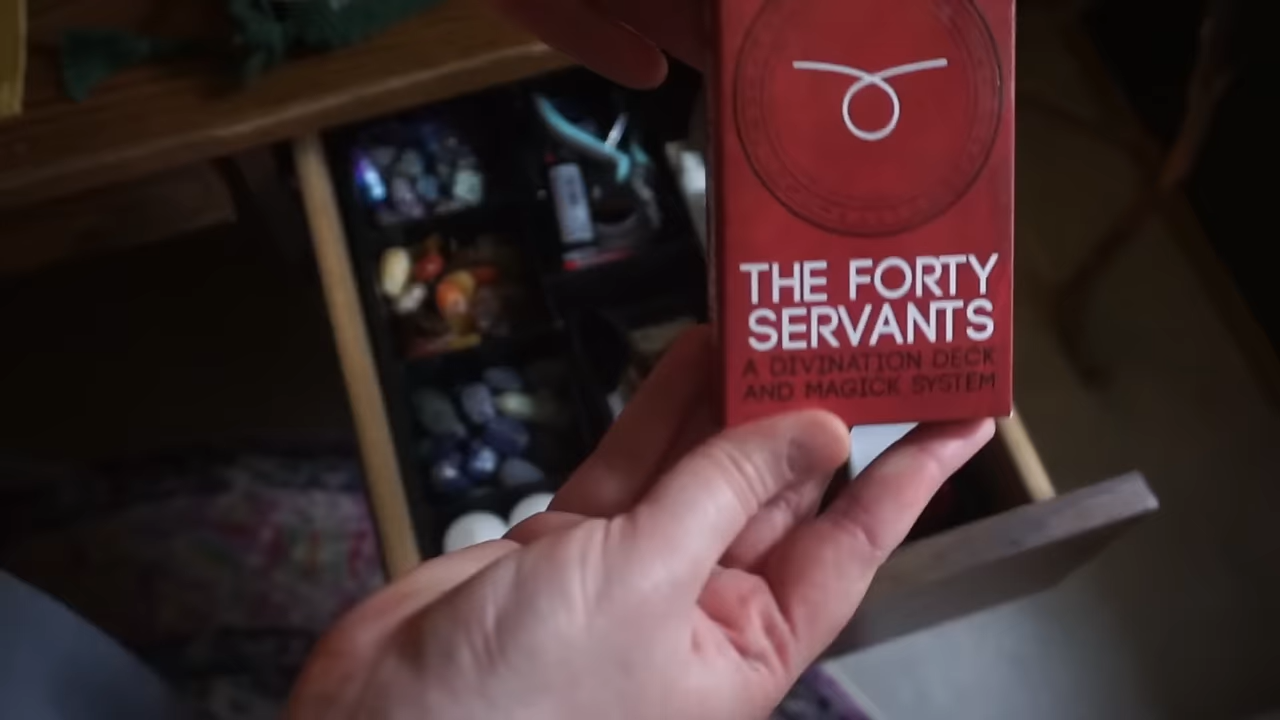 THE FORTY
SERVANTS
A DIVINATION DECK
AND MAGICK SYSTEM